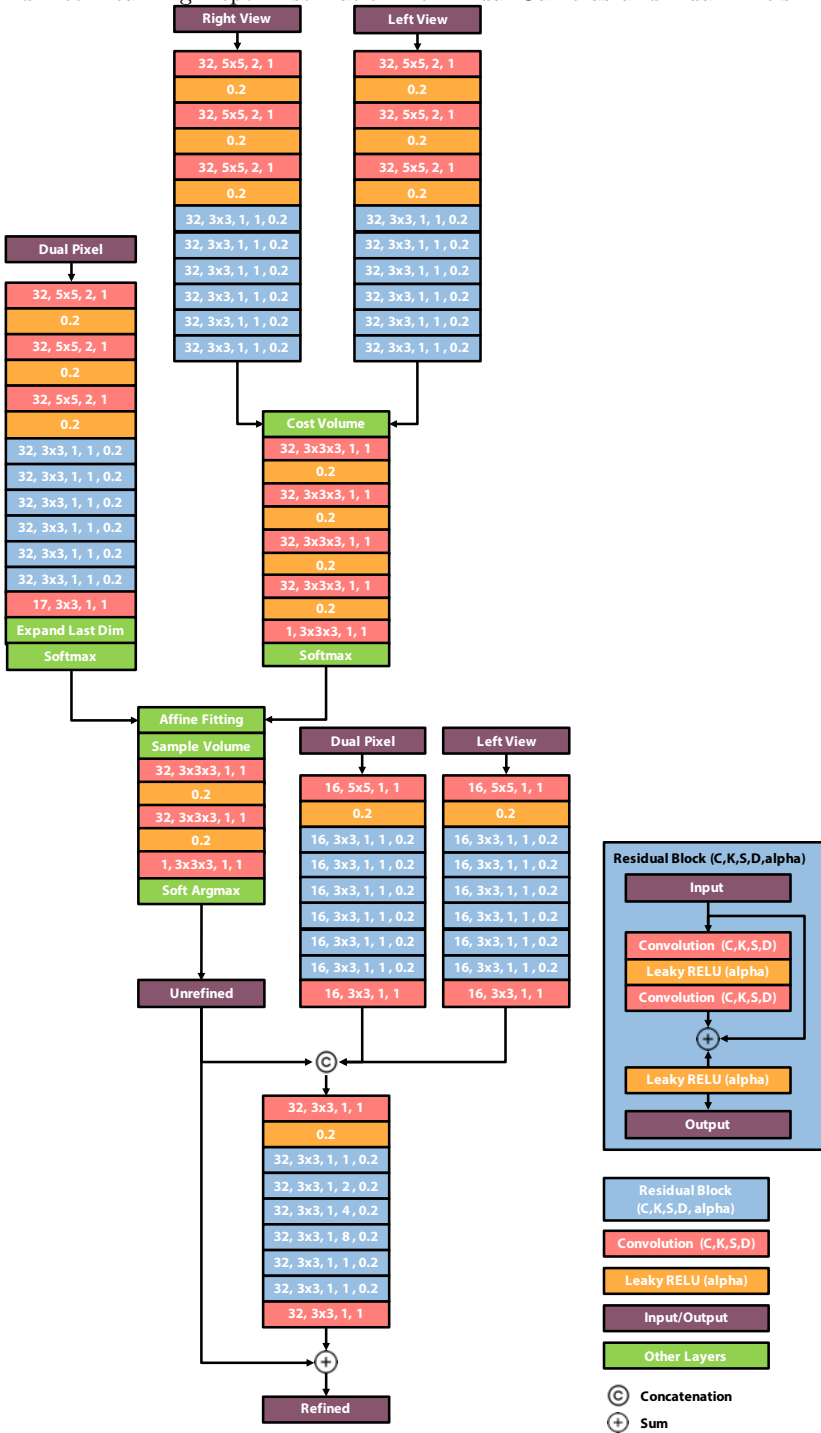 Right View
32, 5x5, 2, 1
0.2
32, 5x5, 2, 1
0.2
32, 5x5, 2, 1
0.2
32, 3x3, 1, 1, 0.2
32, 3x3, 1, 1 , 0.2
32, 3x3, 1, 1 , 0.2
32, 3x3, 1, 1 , 0.2
32, 3x3, 1, 1 , 0.2
32, 3x3, 1, 1 , 0.2
Left View
32, 5x5, 2, 1
0.2
32, 5x5, 2, 1
0.2
32, 5x5, 2, 1
0.2
32, 3x3, 1, 1, 0.2
32, 3x3, 1, 1 , 0.2
32, 3x3, 1, 1 , 0.2
32, 3x3, 1, 1 , 0.2
32, 3x3, 1, 1 , 0.2
32, 3x3, 1, 1 , 0.2
Dual Pixel
32, 5x5, 2, 1
0.2
32, 5x5, 2, 1
0.2
32, 5x5, 2, 1
0.2
32, 3x3, 1, 1 , 0.2
32, 3x3, 1, 1 , 0.2
32, 3x3, 1, 1 , 0.2
32, 3x3, 1, 1 , 0.2
32, 3x3, 1, 1 , 0.2
32, 3x3, 1, 1 , 0.2
17, 3x3, 1, 1
Expand Last Dim
Softmax
Cost Volume
32, 3x3x3, 1, 1
0.2
32, 3x3x3, 1, 1
0.2
32, 3x3x3, 1, 1
0.2
32, 3x3x3, 1, 1
0.2
1, 3x3x3, 1, 1
Softmax
Affine Fitting
Sample Volume
32, 3x3x3, 1, 1
0.2
32, 3x3x3, 1, 1
0.2
1, 3x3x3, 1, 1
Soft Argmax
Unrefined
Dual Pixel
16, 5x5, 1, 1
0.2
16, 3x3, 1, 1 , 0.2
16, 3x3, 1, 1 , 0.2
16, 3x3, 1, 1 , 0.2
16, 3x3, 1, 1 , 0.2
16, 3x3, 1, 1 , 0.2
16, 3x3, 1, 1 , 0.2
16, 3x3, 1, 1
Left View
16, 5x5, 1, 1
0.2
16, 3x3, 1, 1 , 0.2
16, 3x3, 1, 1 , 0.2
16, 3x3, 1, 1 , 0.2
16, 3x3, 1, 1 , 0.2
16, 3x3, 1, 1 , 0.2
16, 3x3, 1, 1 , 0.2
16, 3x3, 1, 1
C
32, 3x3, 1, 1
0.2
32, 3x3, 1, 1 , 0.2
32, 3x3, 1, 2 , 0.2
32, 3x3, 1, 4 , 0.2
32, 3x3, 1, 8 , 0.2
32, 3x3, 1, 1 , 0.2
32, 3x3, 1, 1 , 0.2
32, 3x3, 1, 1
+
Refined
Residual Block (C,K,S,D,alpha)
Input
Convolution (C,K,S,D)
Leaky RELU (alpha)
Convolution (C,K,S,D)
+
Leaky RELU (alpha)
Output
Residual Block
(C,K,S,D, alpha)
Convolution (C,K,S,D)
Leaky RELU (alpha)
Input/Output
Other Layers
C Concatenation
+ Sum